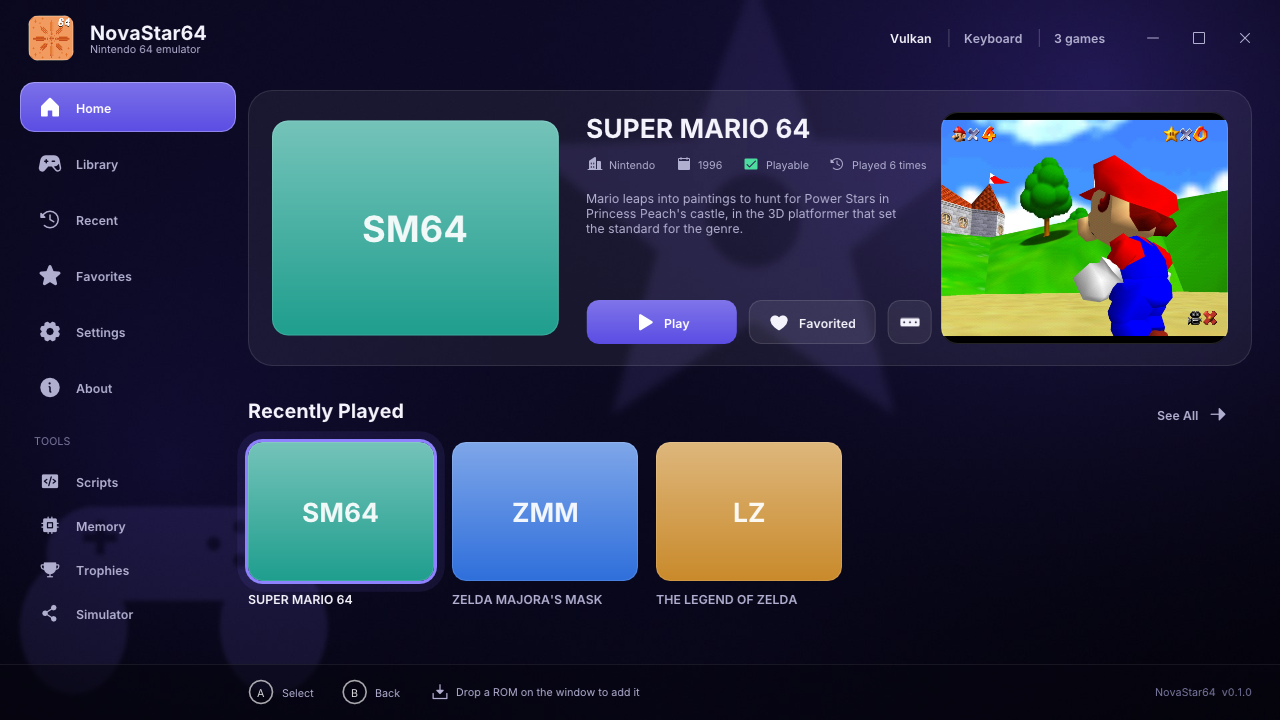 64
NovaStar64
Nintendo 64 emulator
Vulkan
Keyboard
3 games
Home
Library
Recent
Favorites
Settings
About
TOOLS
Scripts
Memory
Trophies
Simulator
SM64
SUPER MARIO 64
Nintendo
1996
Playable
Played 6 times
Mario leaps into paintings to hunt for Power Stars in
Princess Peach's castle, in the 3D platformer that set
the standard for the genre.
Play
Favorited
4
0
Recently Played
See All
SM64
ZMM
LZ
SUPER MARIO 64
ZELDA MAJORA'S MASK
THE LEGEND OF ZELDA
A Select
B Back
Drop a ROM on the window to add it
NovaStar64 v0.1.0